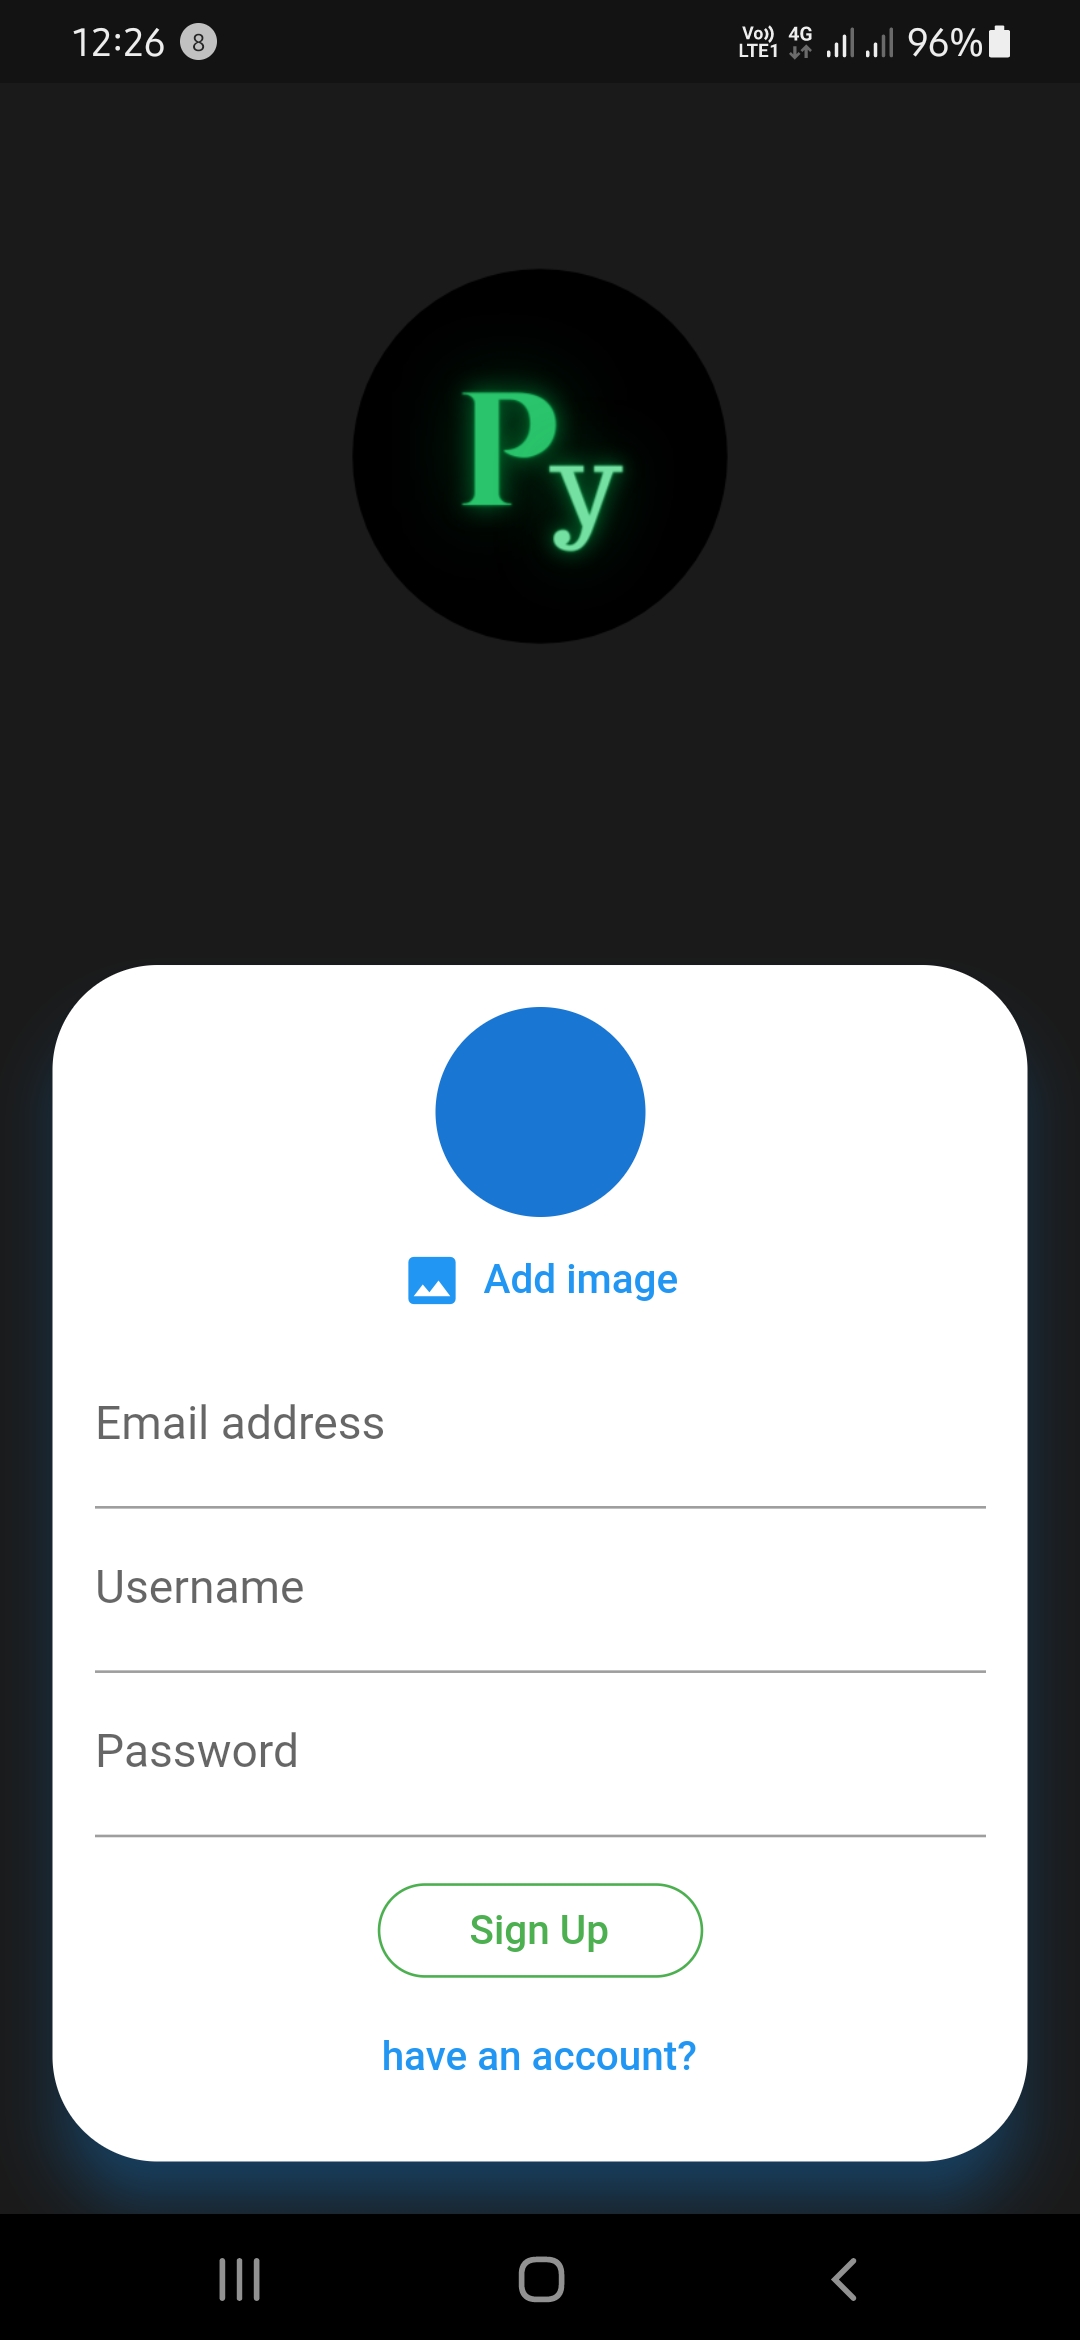 12:26 8 Vo)) LTE1 4G 96%
Py
Add image
Email address
Username
Password
Sign Up
have an account?